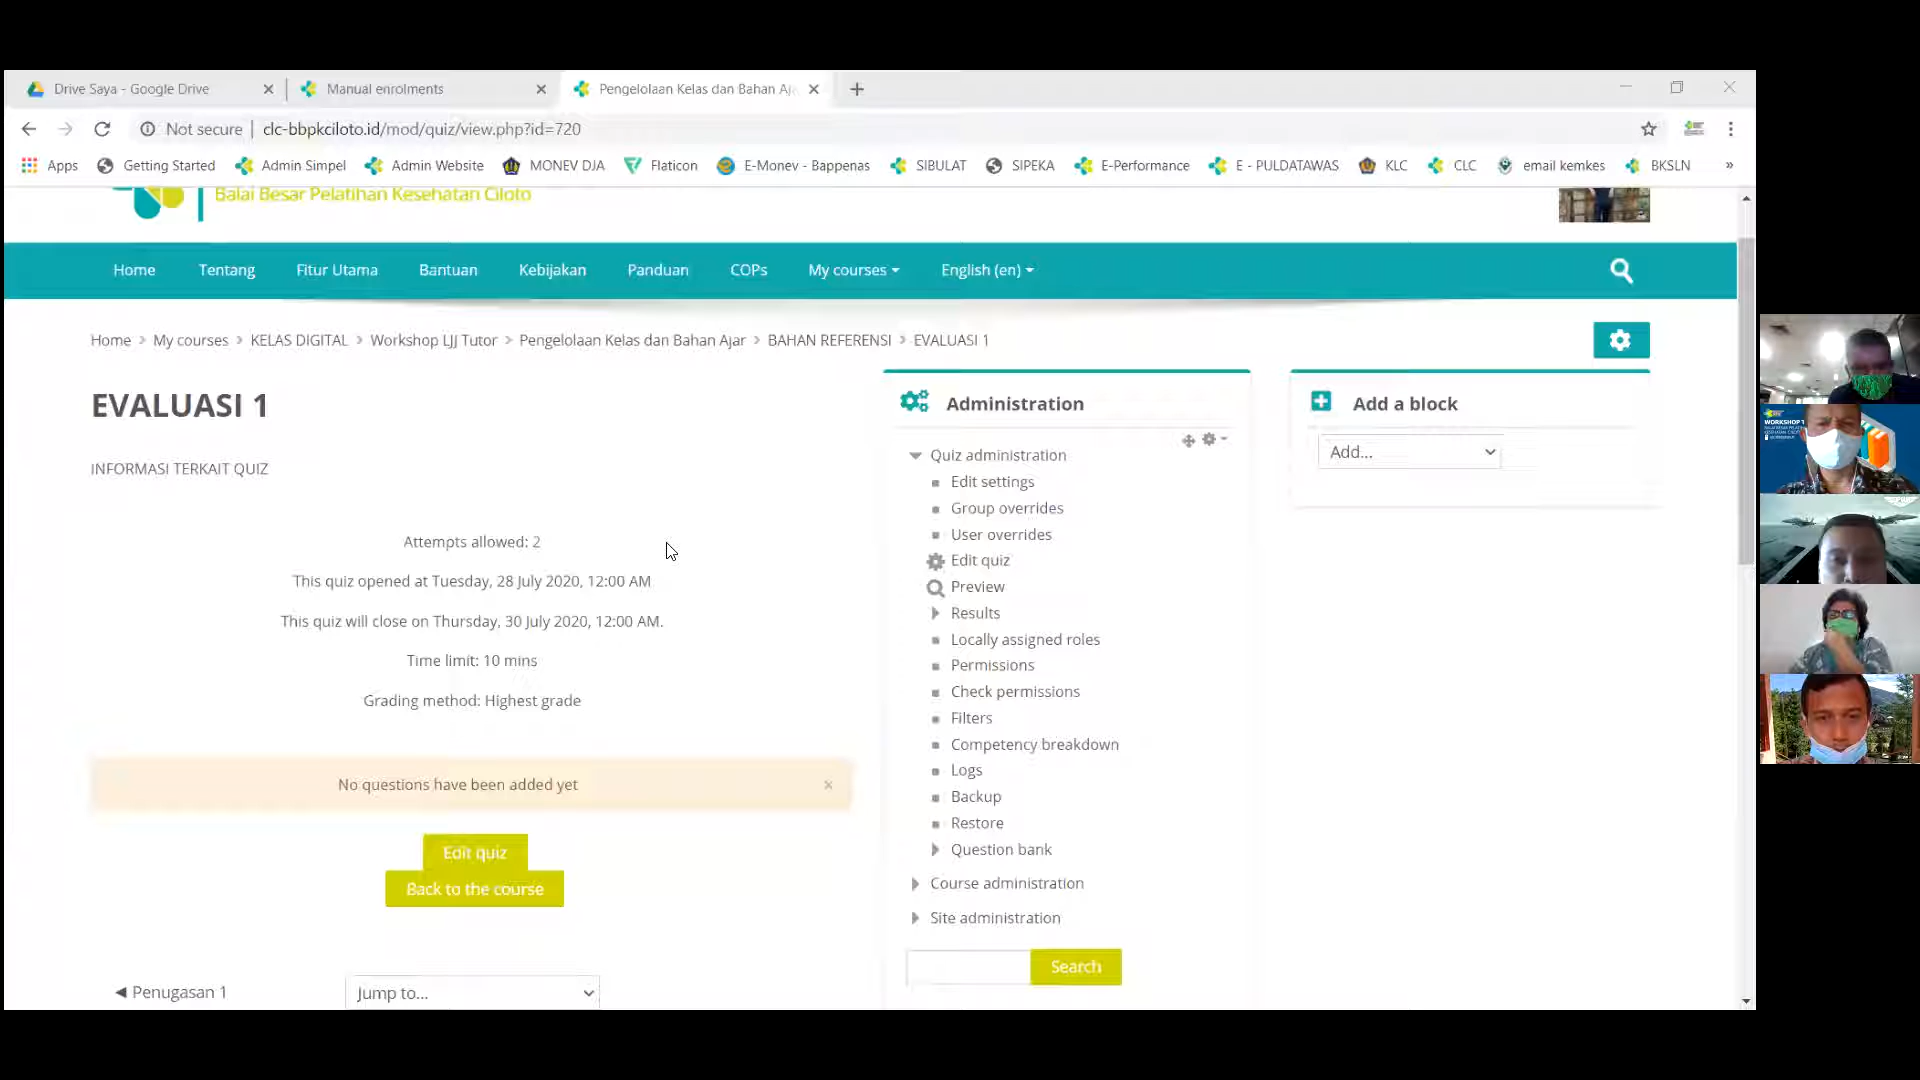 Drive Saya - Google Drive
Manual enrolments
Pengelolaan Kelas dan Bahan Aj
Not secure | clc-bbpkciloto.id/mod/quiz/view.php?id=720
Apps Getting Started Admin Simpel Admin Website MONEV DJA Flaticon E-Monev - Bappenas SIBULAT SIPEKA E-Performance E - PULDATAWAS KLC CLC email kemkes BKSLN »
Balai Besar Pelatihan Kesehatan Ciloto
Home Tentang Fitur Utama Bantuan Kebijakan Panduan COPs My courses English (en)
Home > My courses > KELAS DIGITAL > Workshop LJJ Tutor > Pengelolaan Kelas dan Bahan Ajar > BAHAN REFERENSI > EVALUASI 1
EVALUASI 1
INFORMASI TERKAIT QUIZ
Attempts allowed: 2
This quiz opened at Tuesday, 28 July 2020, 12:00 AM
This quiz will close on Thursday, 30 July 2020, 12:00 AM.
Time limit: 10 mins
Grading method: Highest grade
No questions have been added yet
Edit quiz
Back to the course
◄ Penugasan 1
Jump to...
Administration
Quiz administration
Edit settings
Group overrides
User overrides
Edit quiz
Preview
Results
Locally assigned roles
Permissions
Check permissions
Filters
Competency breakdown
Logs
Backup
Restore
Question bank
Course administration
Site administration
Search
Add a block
Add...
WORKSHOP 1